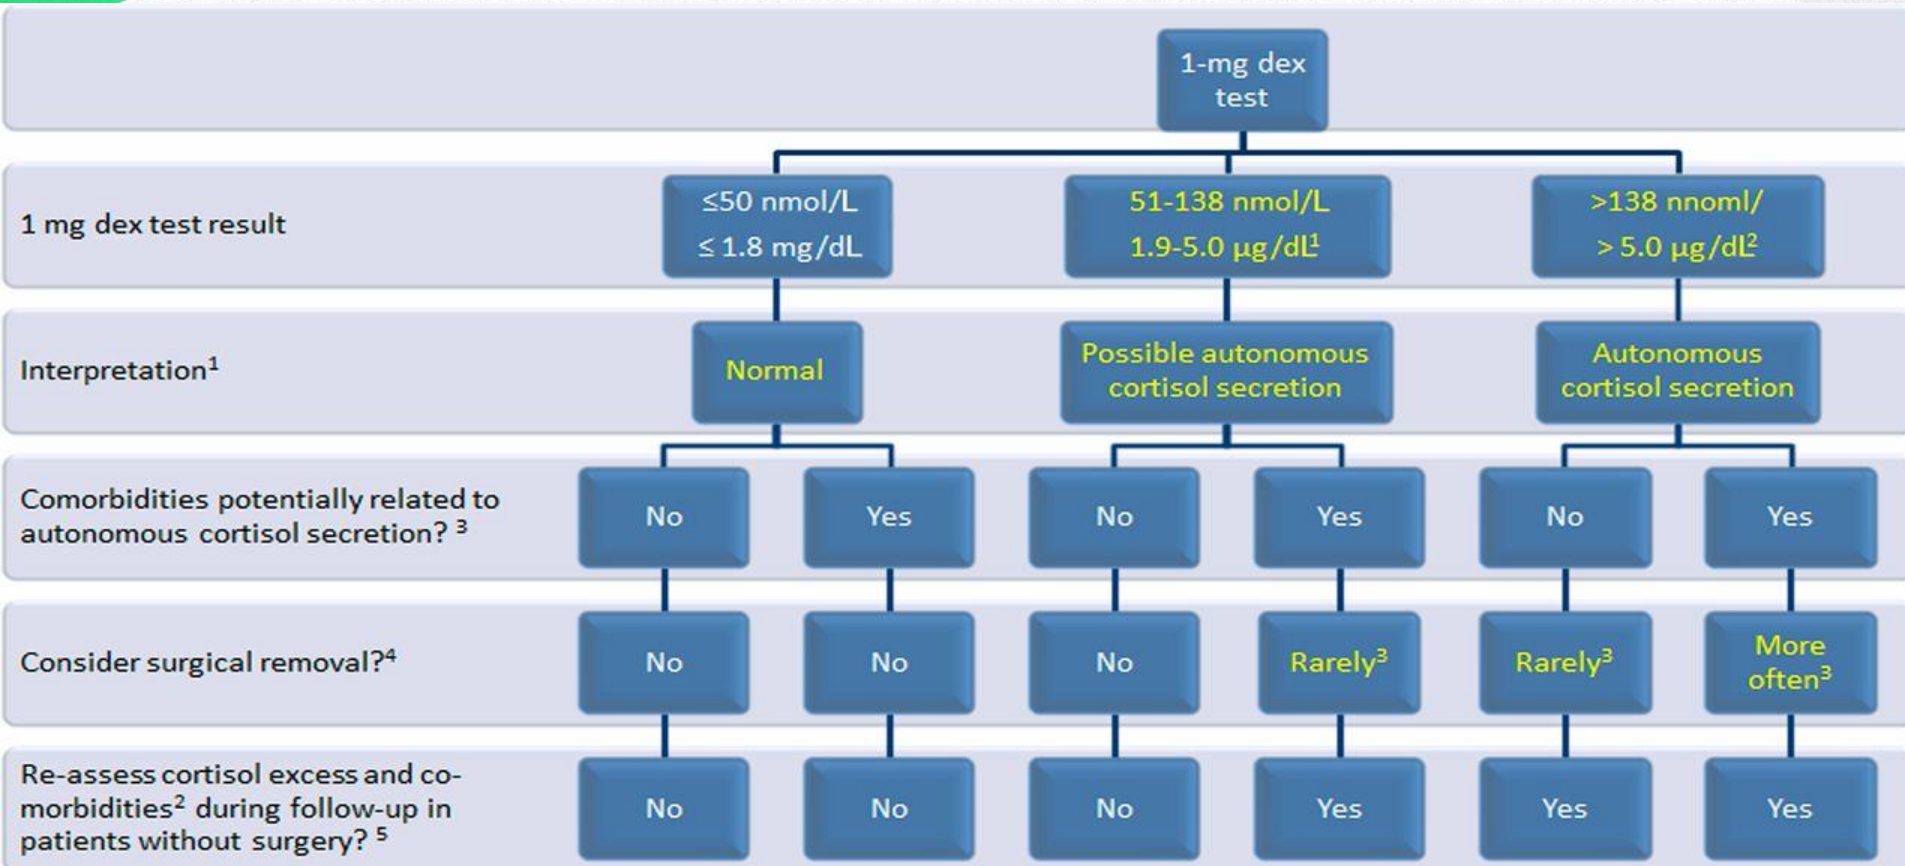 1-mg dex
test
1 mg dex test result
≤50 nmol/L
≤ 1.8 mg/dL
51-138 nmol/L
1.9-5.0 µg/dL¹
>138 nnoml/
> 5.0 µg/dL²
Interpretation¹
Normal
Possible autonomous
cortisol secretion
Autonomous
cortisol secretion
Comorbidities potentially related to
autonomous cortisol secretion? ³
No
Yes
No
Yes
No
Yes
Consider surgical removal?⁴
No
No
No
Rarely³
Rarely³
More
often³
Re-assess cortisol excess and co-
morbidities² during follow-up in
patients without surgery? ⁵
No
No
No
Yes
Yes
Yes